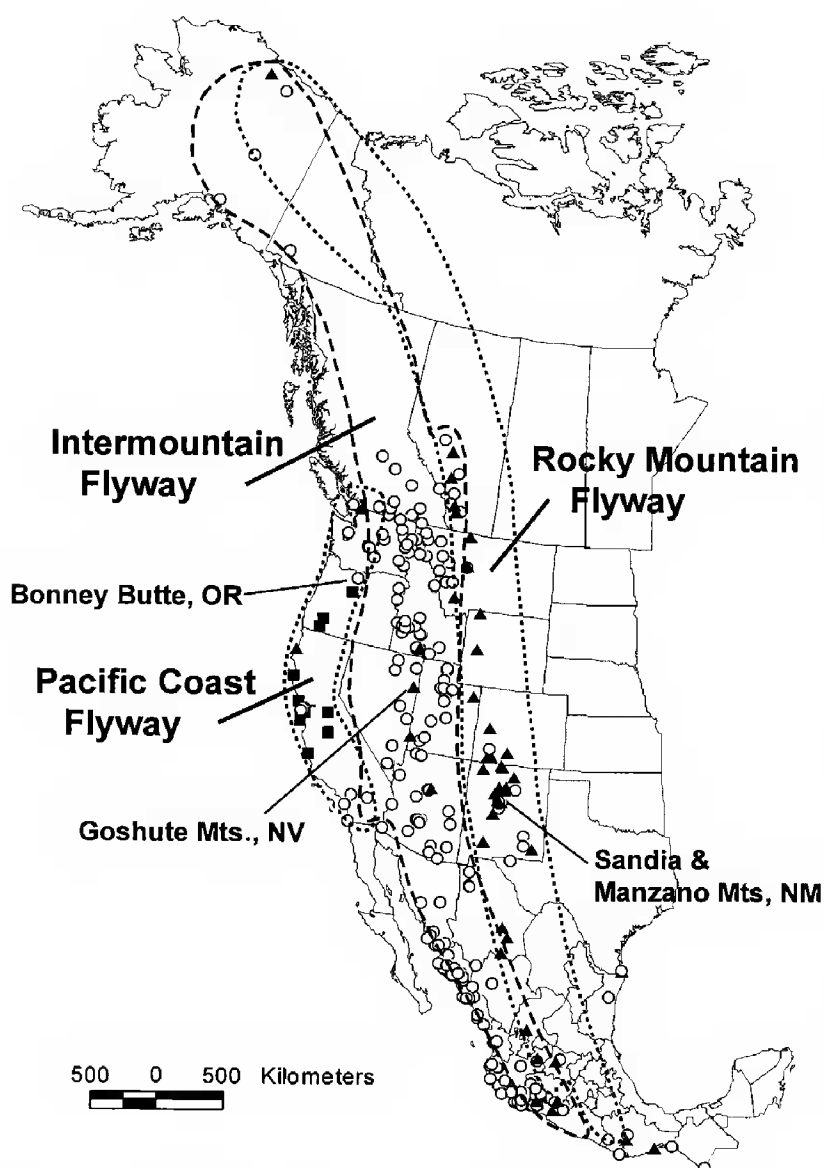 Intermountain
Flyway
Rocky Mountain
Flyway
Bonney Butte, OR
Pacific Coast
Flyway
Goshute Mts., NV
Sandia &
Manzano Mts, NM
500 0 500 Kilometers